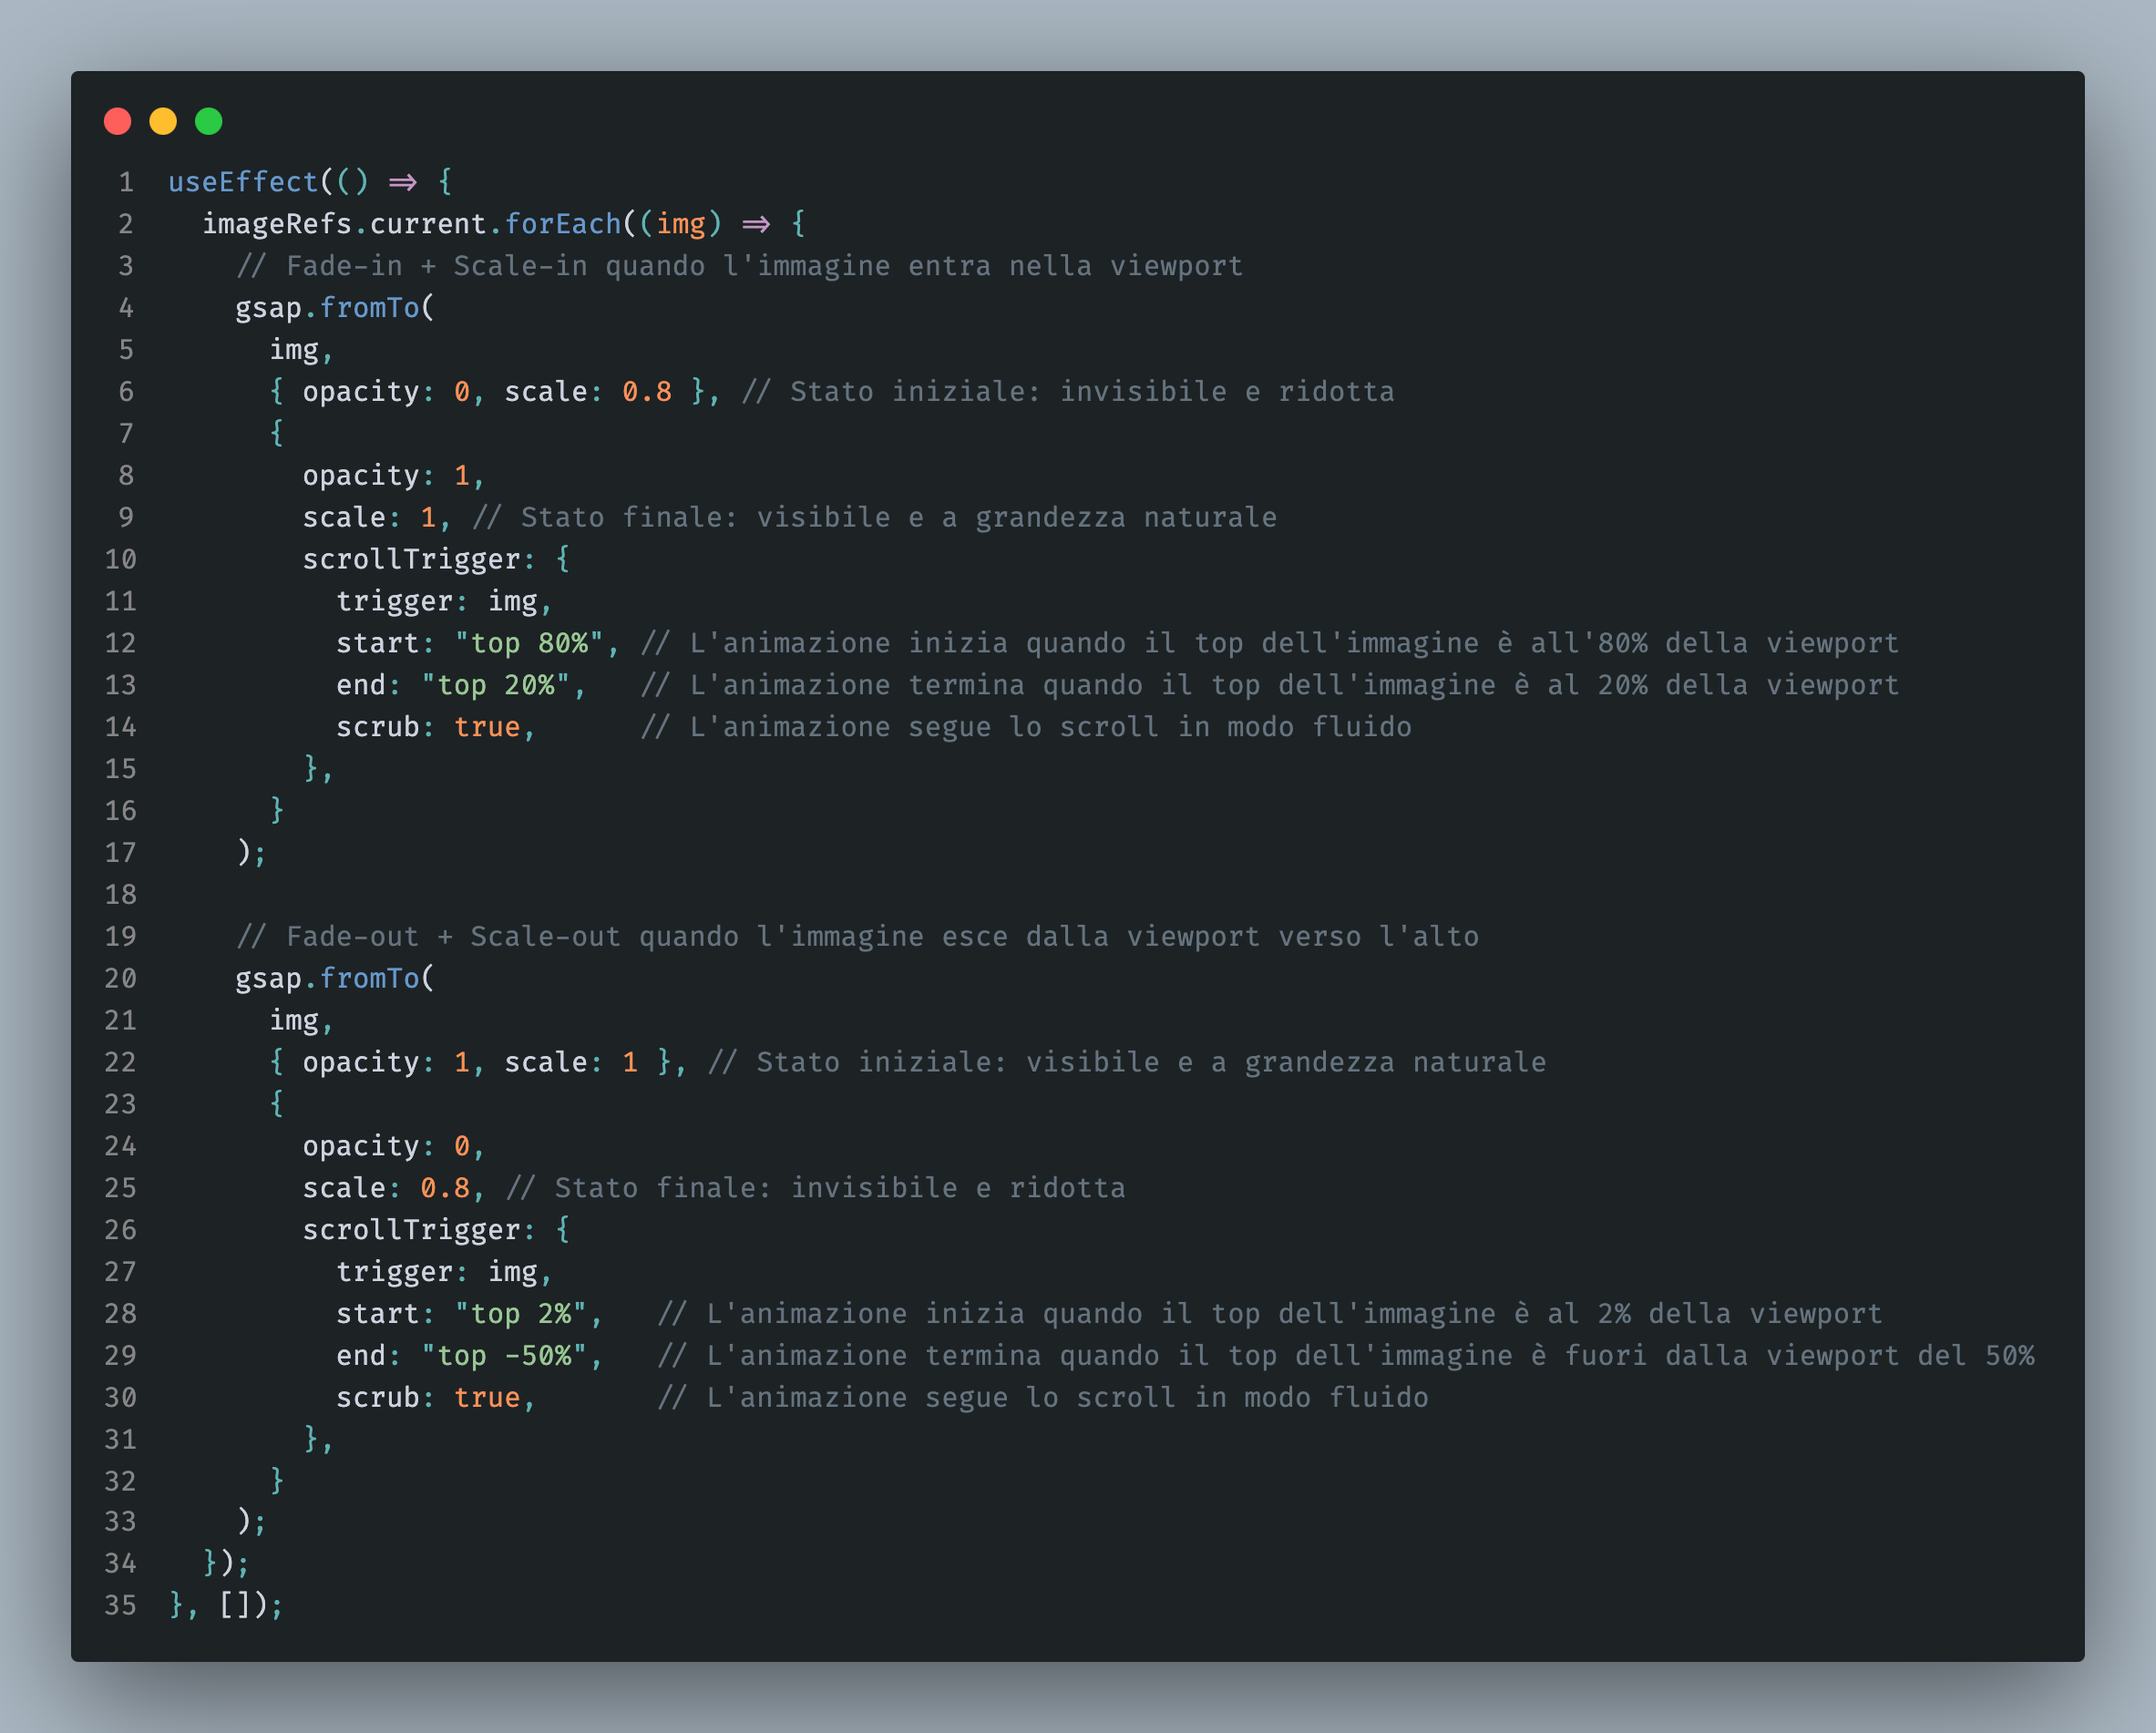 1 useEffect(() => {
2   imageRefs.current.forEach((img) => {
3     // Fade-in + Scale-in quando l'immagine entra nella viewport
4     gsap.fromTo(
5       img,
6       { opacity: 0, scale: 0.8 }, // Stato iniziale: invisibile e ridotta
7       {
8         opacity: 1,
9         scale: 1, // Stato finale: visibile e a grandezza naturale
10         scrollTrigger: {
11           trigger: img,
12           start: "top 80%", // L'animazione inizia quando il top dell'immagine è all'80% della viewport
13           end: "top 20%",   // L'animazione termina quando il top dell'immagine è al 20% della viewport
14           scrub: true,      // L'animazione segue lo scroll in modo fluido
15         },
16       }
17     );
18
19     // Fade-out + Scale-out quando l'immagine esce dalla viewport verso l'alto
20     gsap.fromTo(
21       img,
22       { opacity: 1, scale: 1 }, // Stato iniziale: visibile e a grandezza naturale
23       {
24         opacity: 0,
25         scale: 0.8, // Stato finale: invisibile e ridotta
26         scrollTrigger: {
27           trigger: img,
28           start: "top 2%",   // L'animazione inizia quando il top dell'immagine è al 2% della viewport
29           end: "top -50%",   // L'animazione termina quando il top dell'immagine è fuori dalla viewport del 50%
30           scrub: true,       // L'animazione segue lo scroll in modo fluido
31         },
32       }
33     );
34   });
35 }, []);